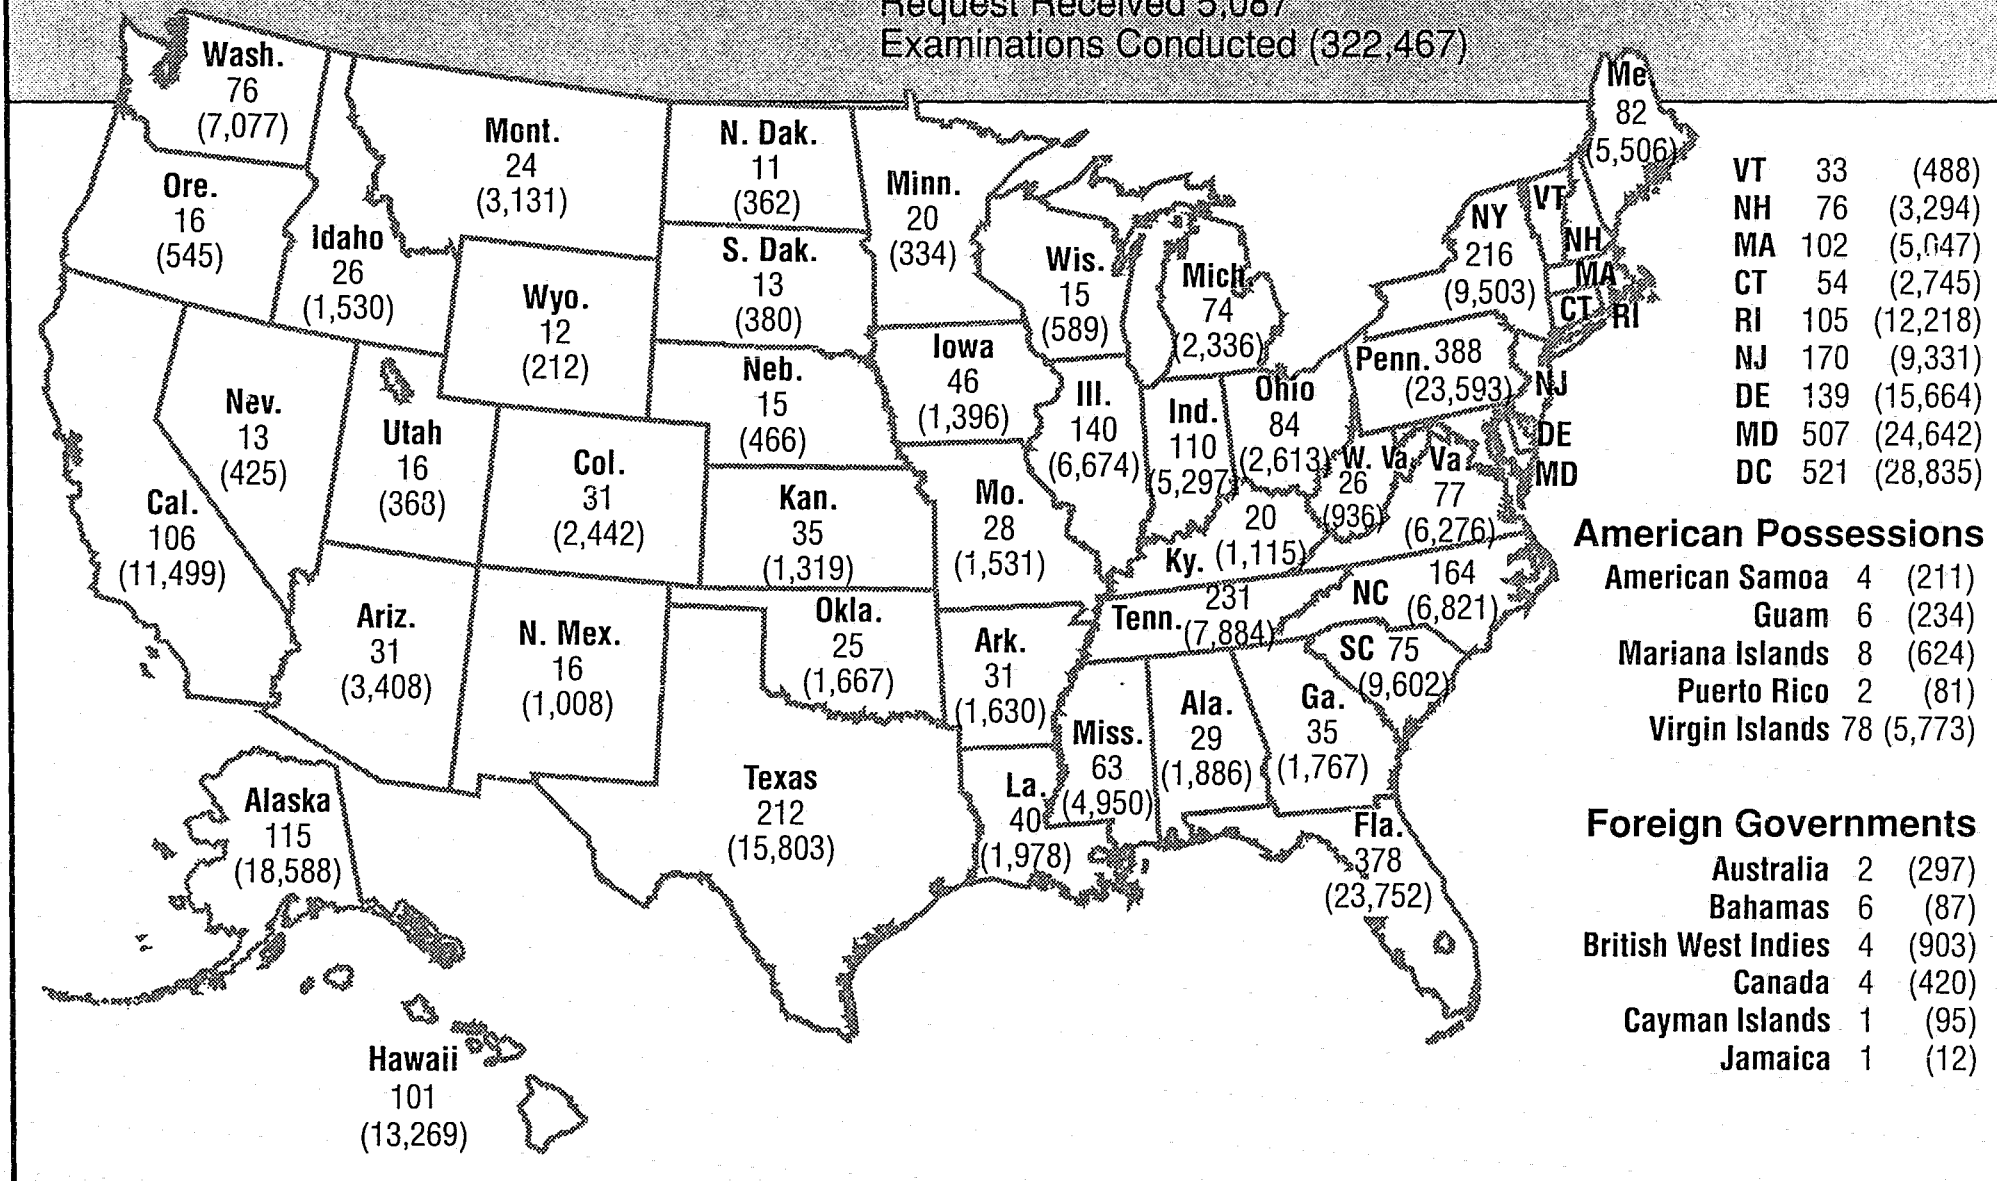 Request Received 5,087
Examinations Conducted (322,467)
Wash.
76
(7,077)
Ore.
16
(545)
Idaho
26
(1,530)
Mont.
24
(3,131)
N. Dak.
11
(362)
Minn.
20
(334)
S. Dak.
13
(380)
Wyo.
12
(212)
Wis.
15
(589)
Mich.
74
(2,336)
NY
216
(9,503)
Me
82
(5,506)
VT
NH
MA
CT
RI
Cal.
106
(11,499)
Nev.
13
(425)
Utah
16
(368)
Col.
31
(2,442)
Neb.
15
(466)
Iowa
46
(1,396)
Kan.
35
(1,319)
Mo.
28
(1,531)
Ill.
140
(6,674)
Ind.
110
(5,297)
Ohio
84
(2,613)
Penn. 388
(23,593)
NJ
DE
MD
W. Va.
26
(936)
Va.
77
(6,276)
20
Ky. (1,115)
231
Tenn. (7,884)
164
NC (6,821)
SC 75
(9,602)
Ariz.
31
(3,408)
N. Mex.
16
(1,008)
Okla.
25
(1,667)
Ark.
31
(1,630)
Texas
212
(15,803)
La.
40
(1,978)
Miss.
63
(4,950)
Ala.
29
(1,886)
Ga.
35
(1,767)
Fla.
378
(23,752)
Alaska
115
(18,588)
Hawaii
101
(13,269)
VT 33 (488)
NH 76 (3,294)
MA 102 (5,047)
CT 54 (2,745)
RI 105 (12,218)
NJ 170 (9,331)
DE 139 (15,664)
MD 507 (24,642)
DC 521 (28,835)
American Possessions
American Samoa 4 (211)
Guam 6 (234)
Mariana Islands 8 (624)
Puerto Rico 2 (81)
Virgin Islands 78 (5,773)
Foreign Governments
Australia 2 (297)
Bahamas 6 (87)
British West Indies 4 (903)
Canada 4 (420)
Cayman Islands 1 (95)
Jamaica 1 (12)